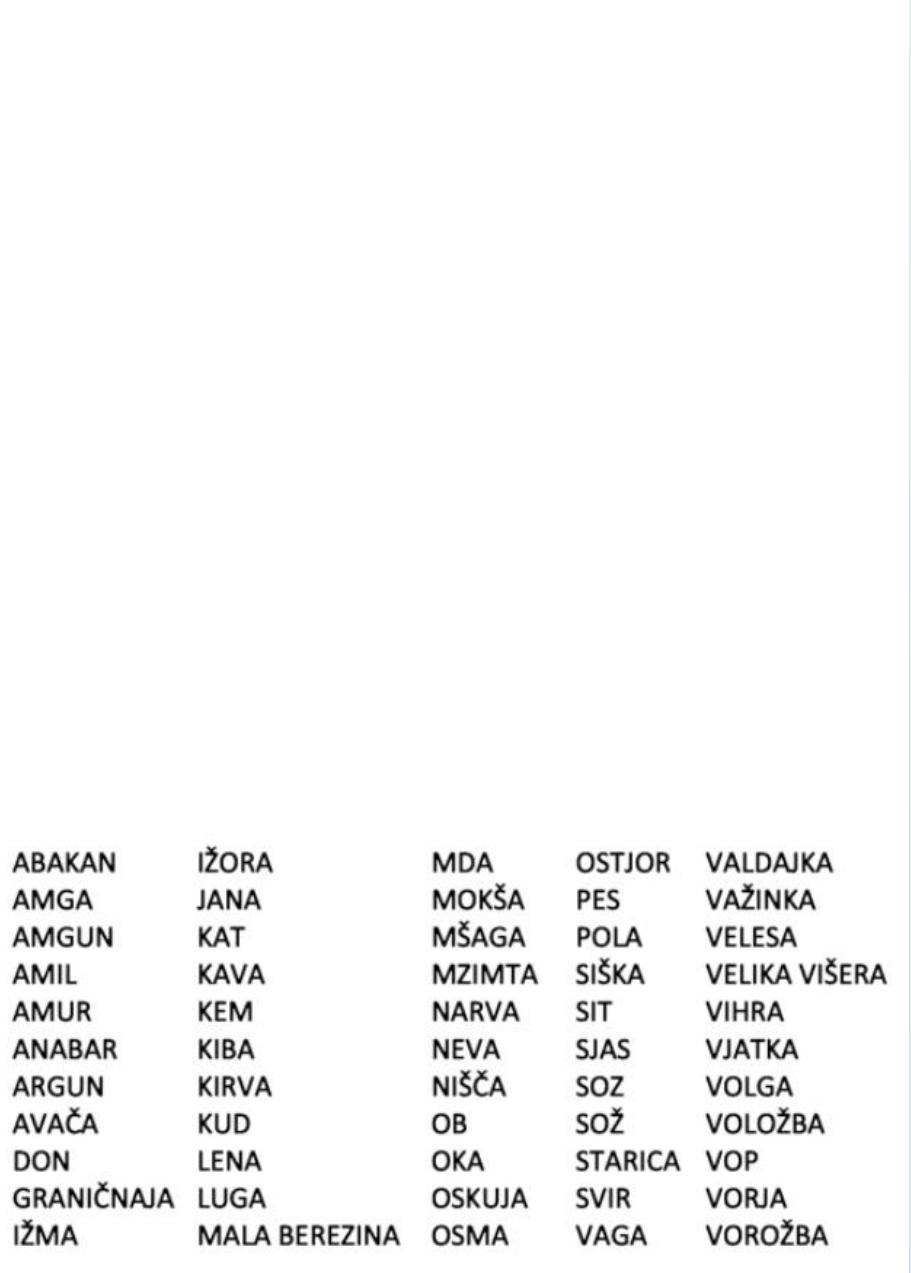 ABAKAN IŽORA MDA OSTJOR VALDAJKA
AMGA JANA MOKŠA PES VAŽINKA
AMGUN KAT MŠAGA POLA VELESA
AMIL KAVA MZIMTA SIŠKA VELIKA VIŠERA
AMUR KEM NARVA SIT VIHRA
ANABAR KIBA NEVA SJAS VJATKA
ARGUN KIRVA NIŠČA SOZ VOLGA
AVAČA KUD OB SOŽ VOLOŽBA
DON LENA OKA STARICA VOP
GRANIČNAJA LUGA OSKUJA SVIR VORJA
IŽMA MALA BEREZINA OSMA VAGA VOROŽBA